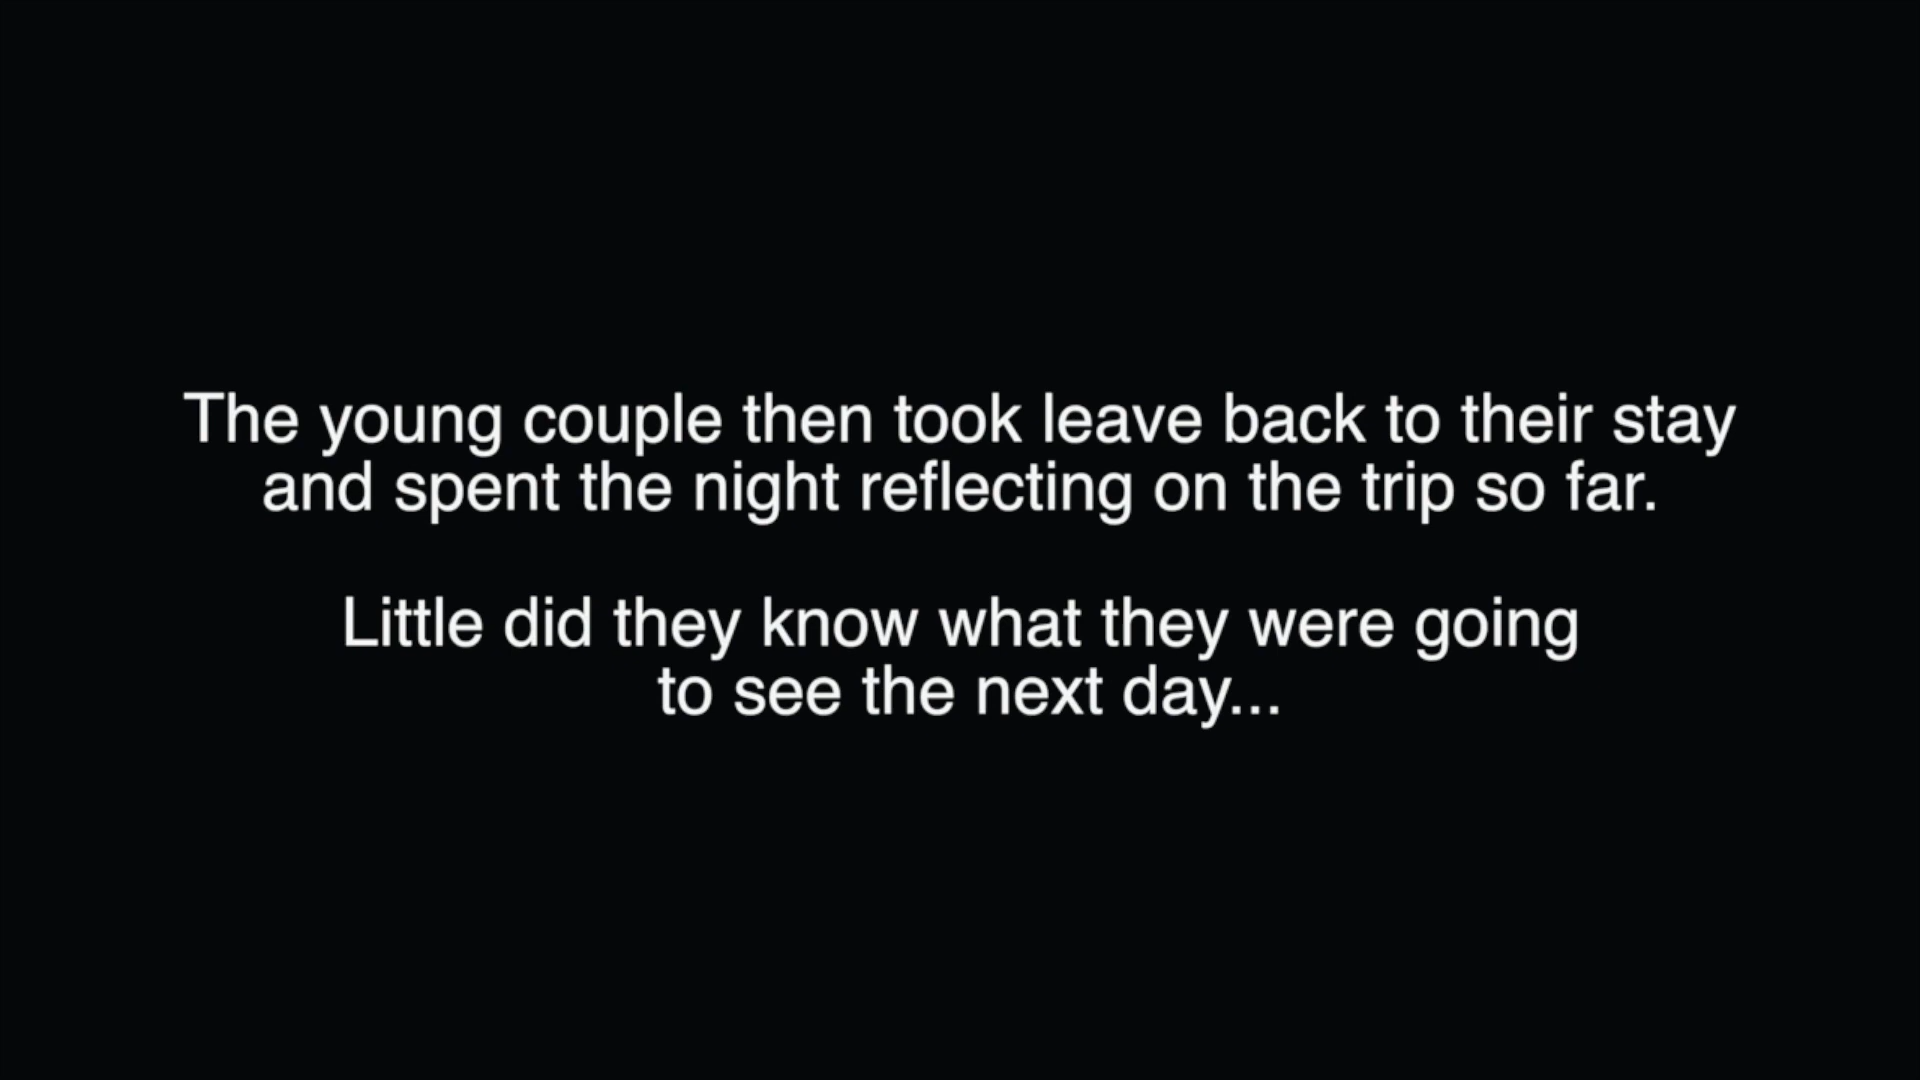 The young couple then took leave back to their stay
and spent the night reflecting on the trip so far.
Little did they know what they were going
to see the next day...